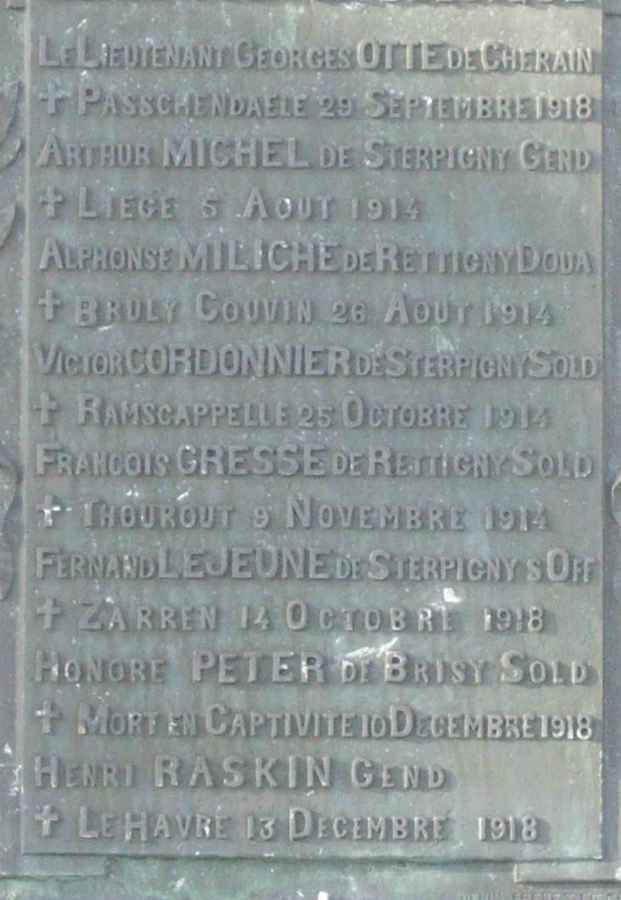 LE LIEUTENANT GEORGES OTTE DE CHERAIN
✝ PASSCHENDAELE 29 SEPTEMBRE 1918
ARTHUR MICHEL DE STERPIGNY GEND
✝ LIEGE 5 AOUT 1914
ALPHONSE MILICHE DE RETTIGNY DOUA
✝ BRULY COUVIN 26 AOUT 1914
VICTOR CORDONNIER DE STERPIGNY SOLD
✝ RAMSCAPPELLE 25 OCTOBRE 1914
FRANCOIS GRESSE DE RETTIGNY SOLD
✝ THOUROUT 9 NOVEMBRE 1914
FERNAND LEJEUNE DE STERPIGNY S OFF
✝ ZARREN 14 OCTOBRE 1918
HONORE PETER DE BRISY SOLD
✝ MORT EN CAPTIVITE 10 DECEMBRE 1918
HENRI RASKIN GEND
✝ LE HAVRE 13 DECEMBRE 1918